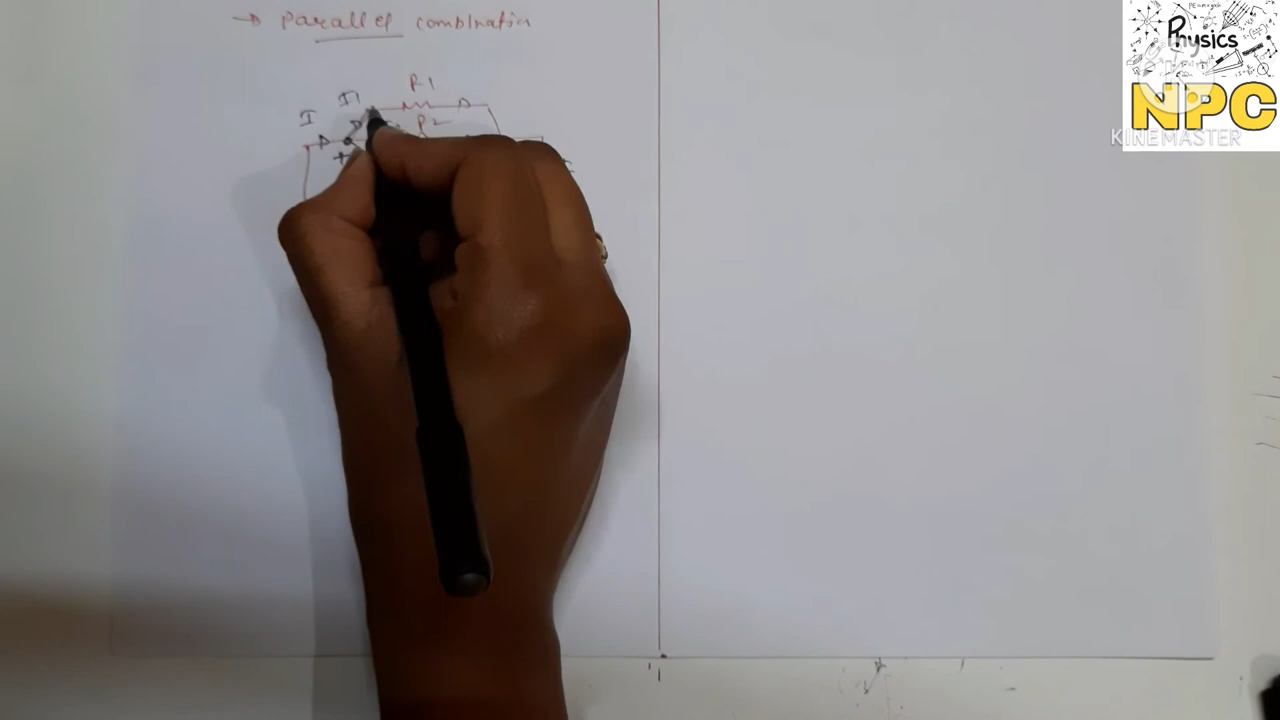 → Parallel combination
R1
I1
I
R2
Physics
NPC
KINEMASTER